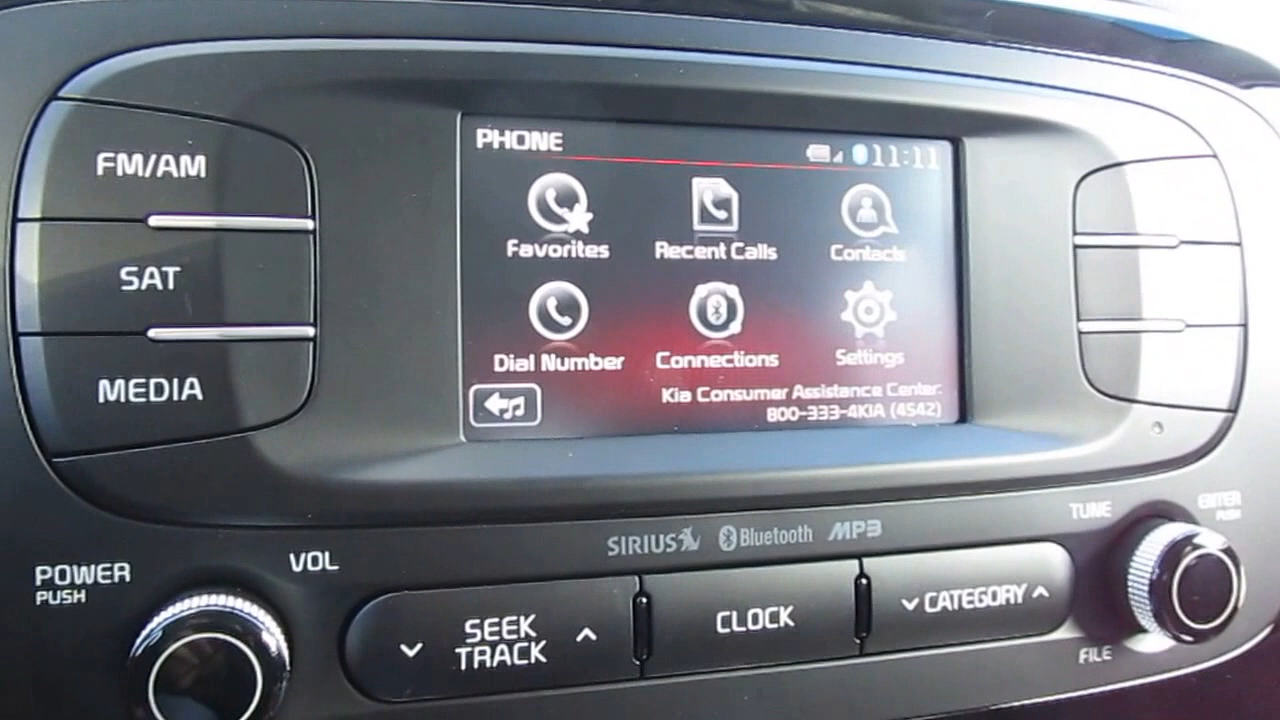 FM/AM
SAT
MEDIA
PHONE
11:11
Favorites
Recent Calls
Contacts
Dial Number
Connections
Settings
Kia Consumer Assistance Center:
800-333-4KIA (4542)
SIRIUS
Bluetooth
MP3
POWER
PUSH
VOL
SEEK
TRACK
CLOCK
CATEGORY
TUNE
ENTER
PUSH
FILE